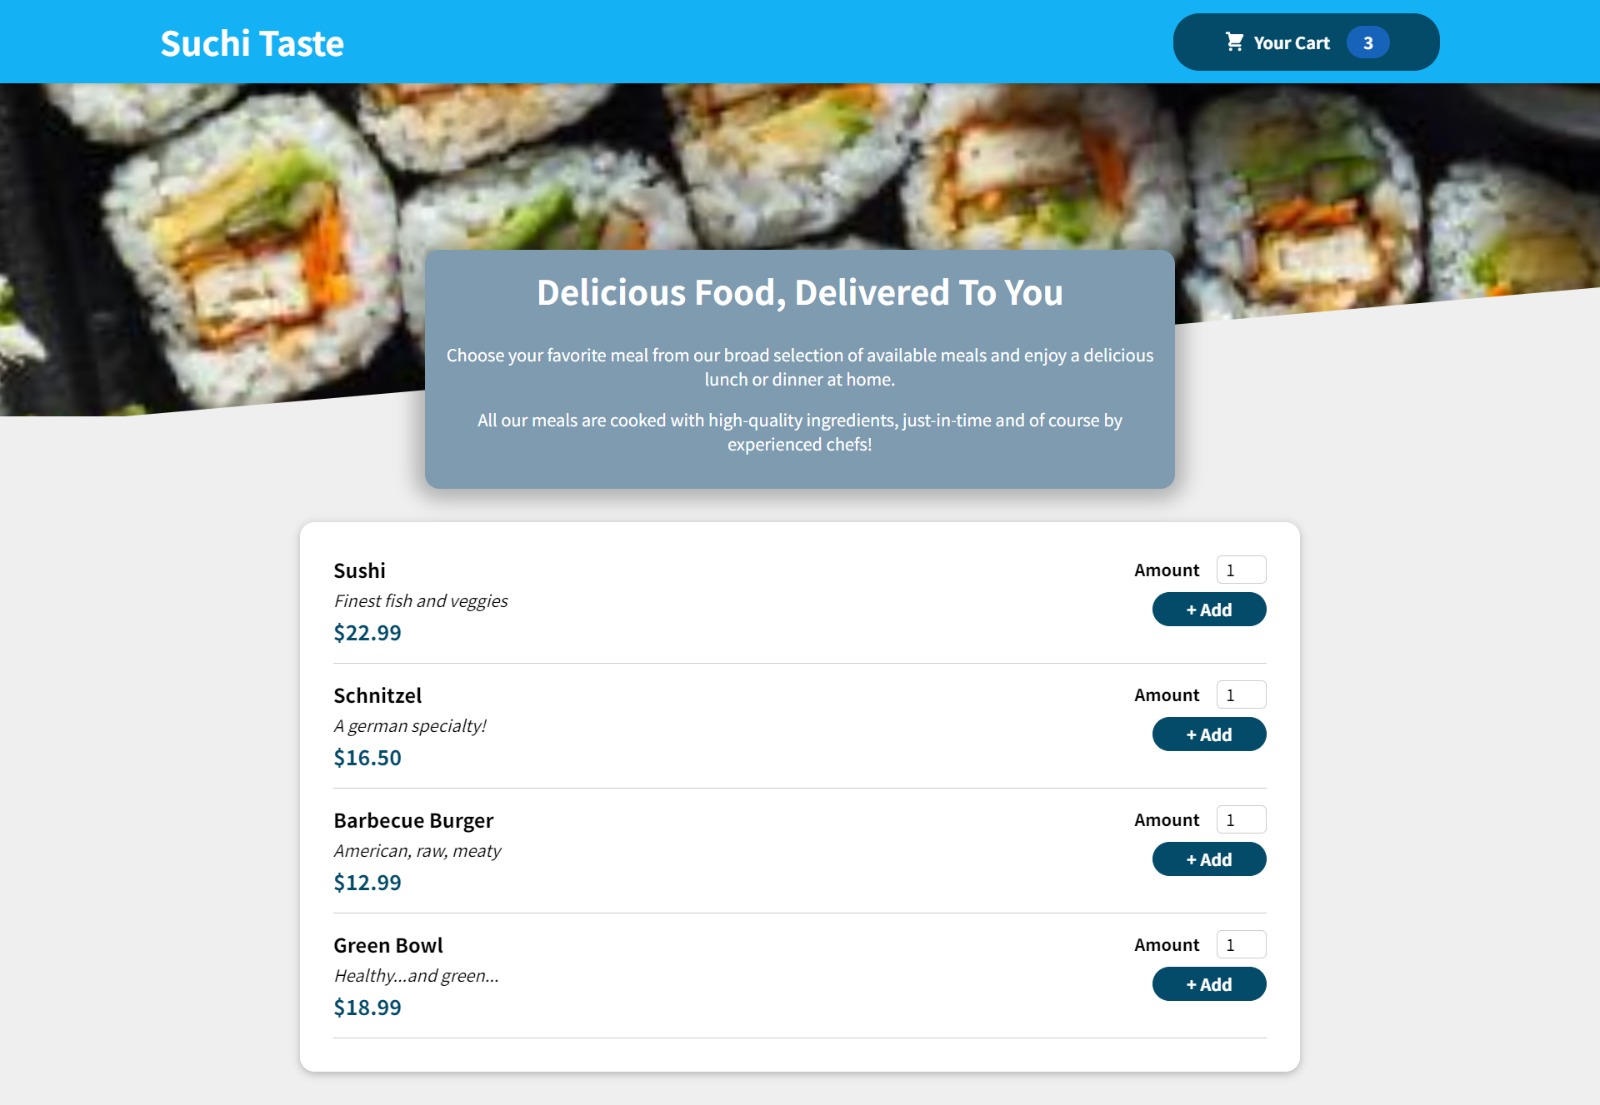 Suchi Taste
Your Cart 3
Delicious Food, Delivered To You
Choose your favorite meal from our broad selection of available meals and enjoy a delicious
lunch or dinner at home.
All our meals are cooked with high-quality ingredients, just-in-time and of course by
experienced chefs!
Sushi
Finest fish and veggies
$22.99
Amount 1
+ Add
Schnitzel
A german specialty!
$16.50
Amount 1
+ Add
Barbecue Burger
American, raw, meaty
$12.99
Amount 1
+ Add
Green Bowl
Healthy...and green...
$18.99
Amount 1
+ Add